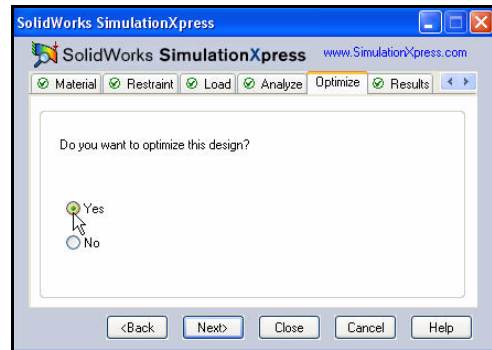 SolidWorks SimulationXpress
SolidWorks SimulationXpress www.SimulationXpress.com
Material Restraint Load Analyze Optimize Results
Do you want to optimize this design?
Yes
No
<Back Next> Close Cancel Help